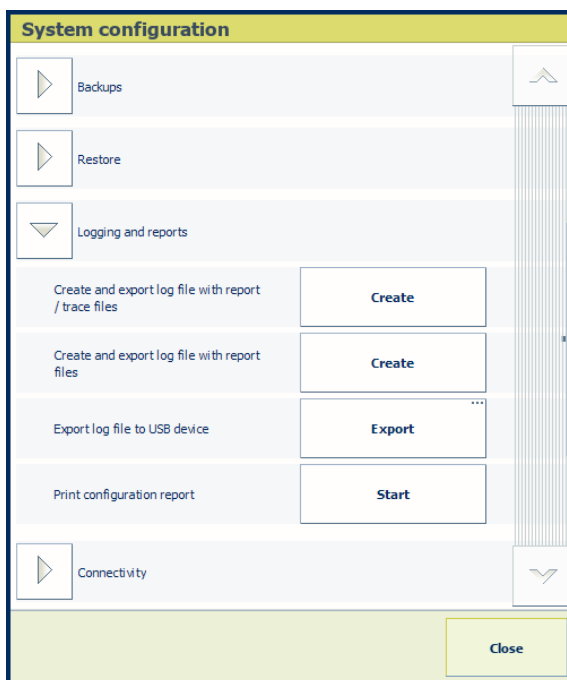 System configuration
Backups
Restore
Logging and reports
Create and export log file with report
/ trace files
Create
Create and export log file with report
files
Create
Export log file to USB device
...
Export
Print configuration report
Start
Connectivity
Close